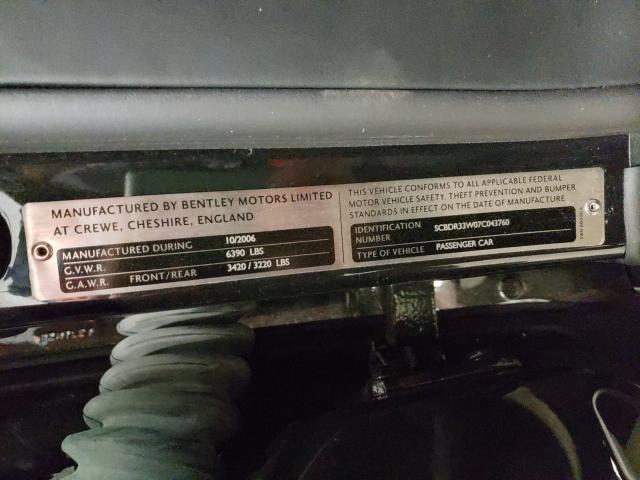 MANUFACTURED BY BENTLEY MOTORS LIMITED
AT CREWE, CHESHIRE, ENGLAND
MANUFACTURED DURING 10/2006
G.V.W.R. 6390 LBS
G.A.W.R. FRONT/REAR 3420 / 3220 LBS
THIS VEHICLE CONFORMS TO ALL APPLICABLE FEDERAL
MOTOR VEHICLE SAFETY, THEFT PREVENTION AND BUMPER
STANDARDS IN EFFECT ON THE DATE OF MANUFACTURE
IDENTIFICATION
NUMBER SCBDR33W07C043760
TYPE OF VEHICLE PASSENGER CAR